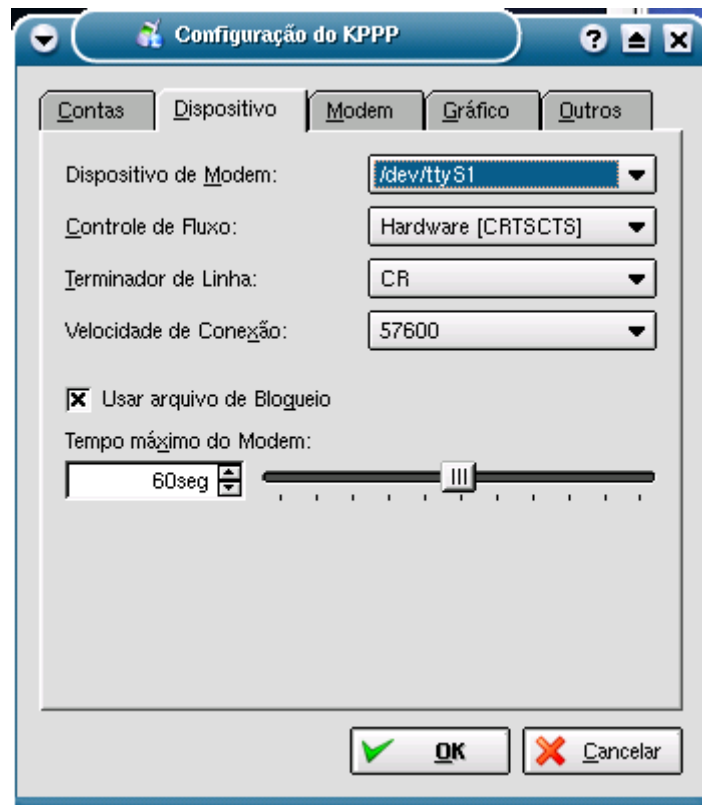 Configuração do KPPP
Contas Dispositivo Modem Gráfico Outros
Dispositivo de Modem: /dev/ttyS1
Controle de Fluxo: Hardware [CRTSCTS]
Terminador de Linha: CR
Velocidade de Conexão: 57600
Usar arquivo de Bloqueio
Tempo máximo do Modem:
60seg
OK Cancelar